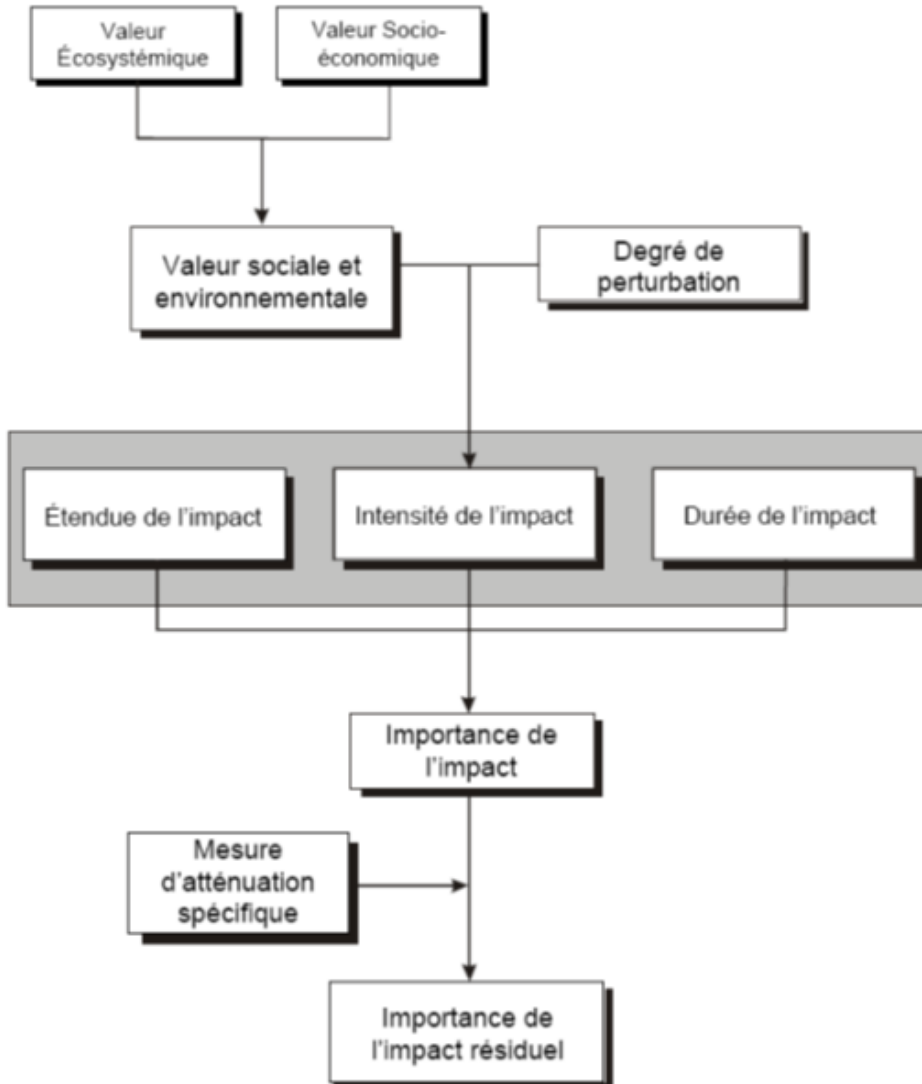 Valeur
Écosystémique
Valeur Socio-
économique
Valeur sociale et
environnementale
Degré de
perturbation
Étendue de l'impact
Intensité de l'impact
Durée de l'impact
Importance de
l'impact
Mesure
d'atténuation
spécifique
Importance de
l'impact résiduel